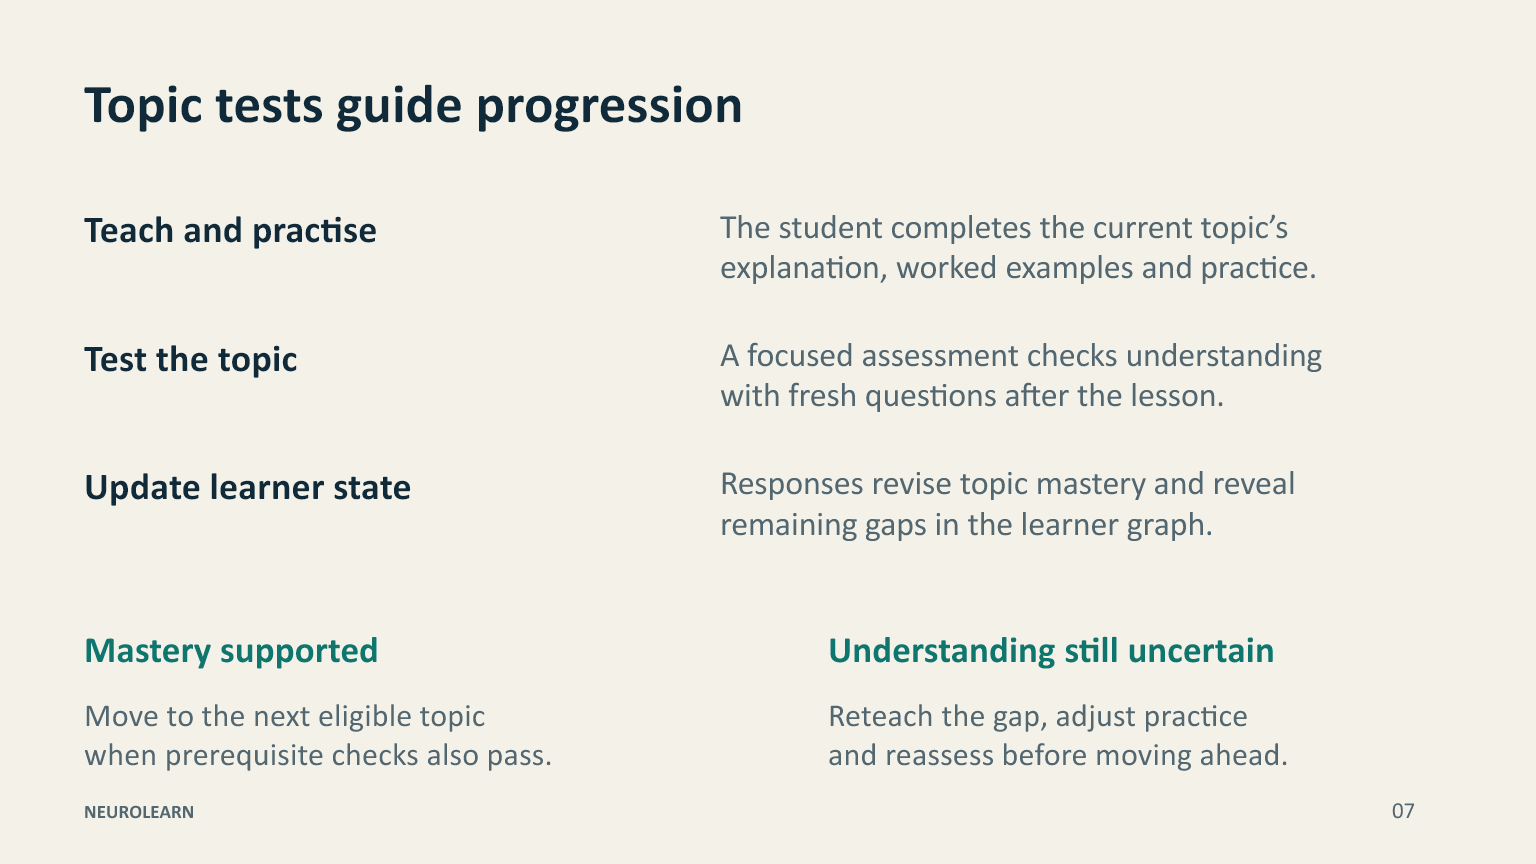 Topic tests guide progression
Teach and practise
The student completes the current topic’s
explanation, worked examples and practice.
Test the topic
A focused assessment checks understanding
with fresh questions after the lesson.
Update learner state
Responses revise topic mastery and reveal
remaining gaps in the learner graph.
Mastery supported
Move to the next eligible topic
when prerequisite checks also pass.
Understanding still uncertain
Reteach the gap, adjust practice
and reassess before moving ahead.
NEUROLEARN
07